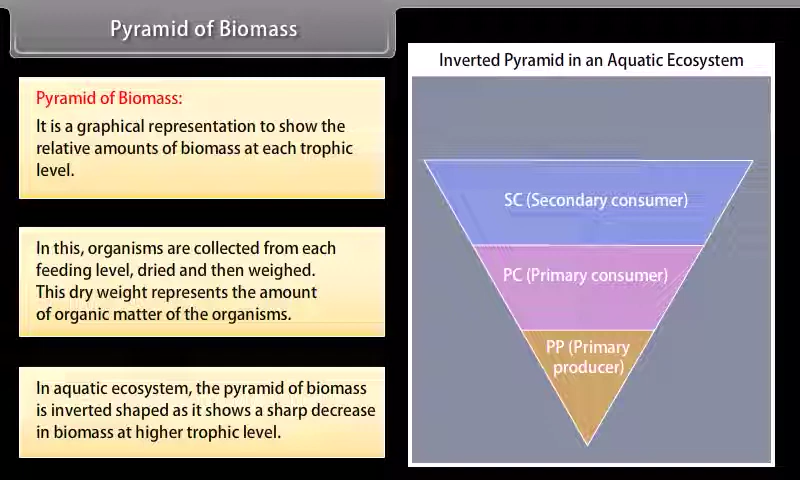 Pyramid of Biomass
Inverted Pyramid in an Aquatic Ecosystem
Pyramid of Biomass:
It is a graphical representation to show the
relative amounts of biomass at each trophic
level.
In this, organisms are collected from each
feeding level, dried and then weighed.
This dry weight represents the amount
of organic matter of the organisms.
In aquatic ecosystem, the pyramid of biomass
is inverted shaped as it shows a sharp decrease
in biomass at higher trophic level.
SC (Secondary consumer)
PC (Primary consumer)
PP (Primary
producer)